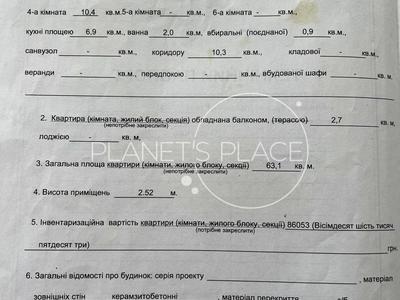 4-а кімната 10,4 кв.м. 5-а кімната - кв.м., 6-а кімната - кв.м.,
кухні площею 6,9 кв.м., ванна 2,0 кв.м., вбиральні (поєднаної) 0,9 кв.м.,
санвузол - кв.м., коридору 10,3 кв.м., кладової - кв.м.,
веранди - кв.м., передпокою - кв.м., вбудованої шафи - кв. м.
2. Квартира (кімната, жилий блок, секція) обладнана балконом, (терасою) 2,7 кв. м,
(непотрібне закреслити)
лоджією - кв. м,
PLANET'S PLACE
3. Загальна площа квартири (кімнати, жилого блоку, секції) 63,1 кв. м.
(непотрібне закреслити)
4. Висота приміщень 2.52 м.
5. Інвентаризаційна вартість квартири (кімнати, жилого блоку, секції) 86053 (Вісімдесят шість тисяч
(потрібне закреслити)
пятдесят три) грн.
6. Загальні відомості про будинок: серія проекту
зовнішніх стін керамзитобетонні , матеріал перекриття з/б